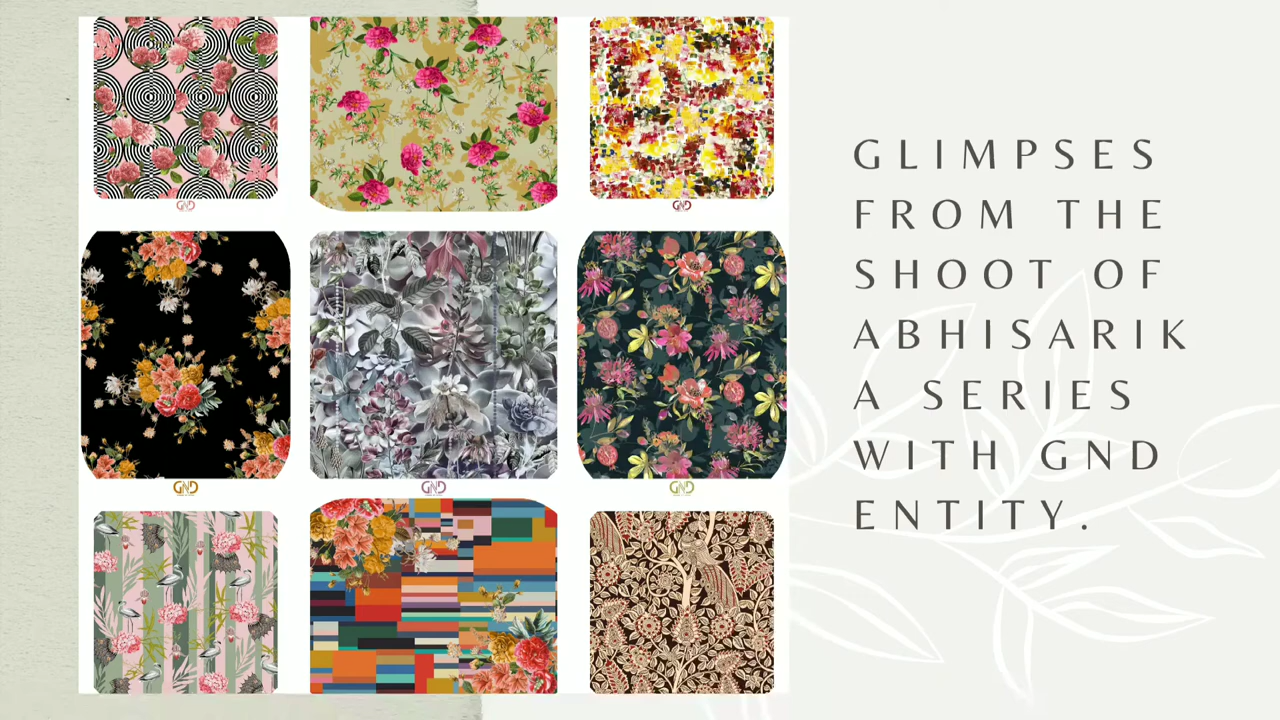 GLIMPSES
FROM THE
SHOOT OF
ABHISARIK
A SERIES
WITH GND
ENTITY.
GND
GND
GND
GND
GND